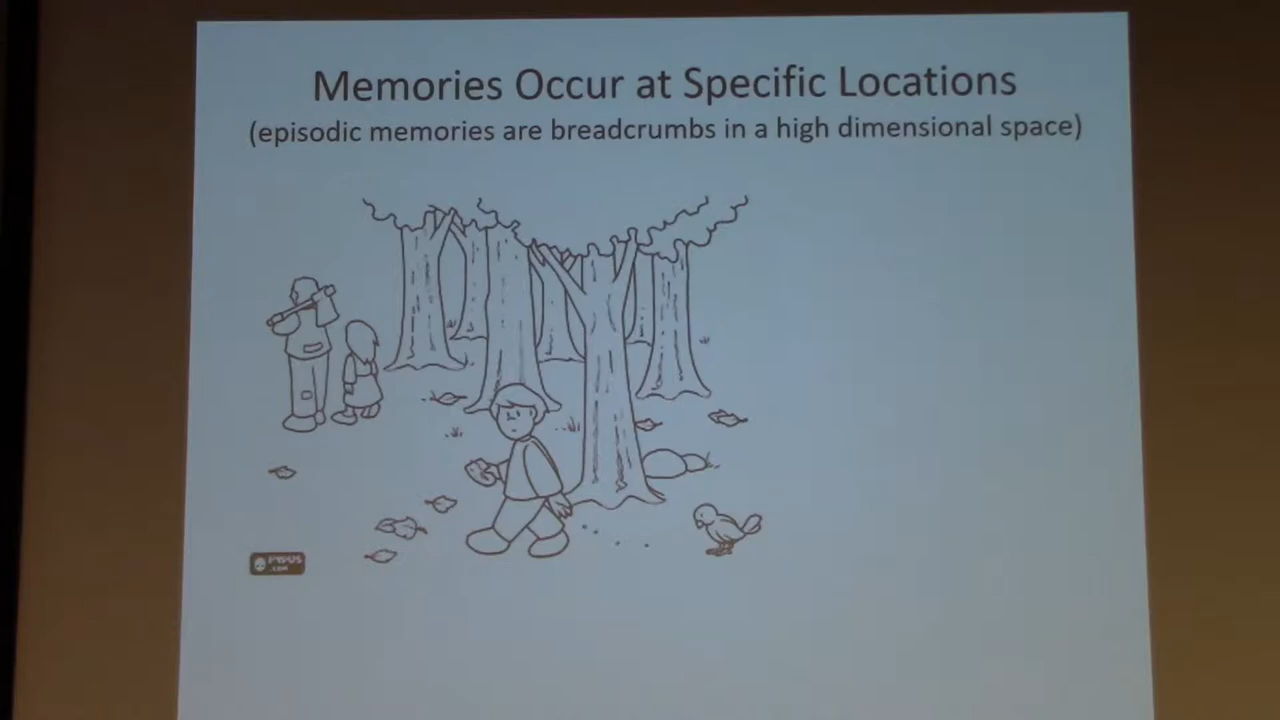 Memories Occur at Specific Locations
(episodic memories are breadcrumbs in a high dimensional space)